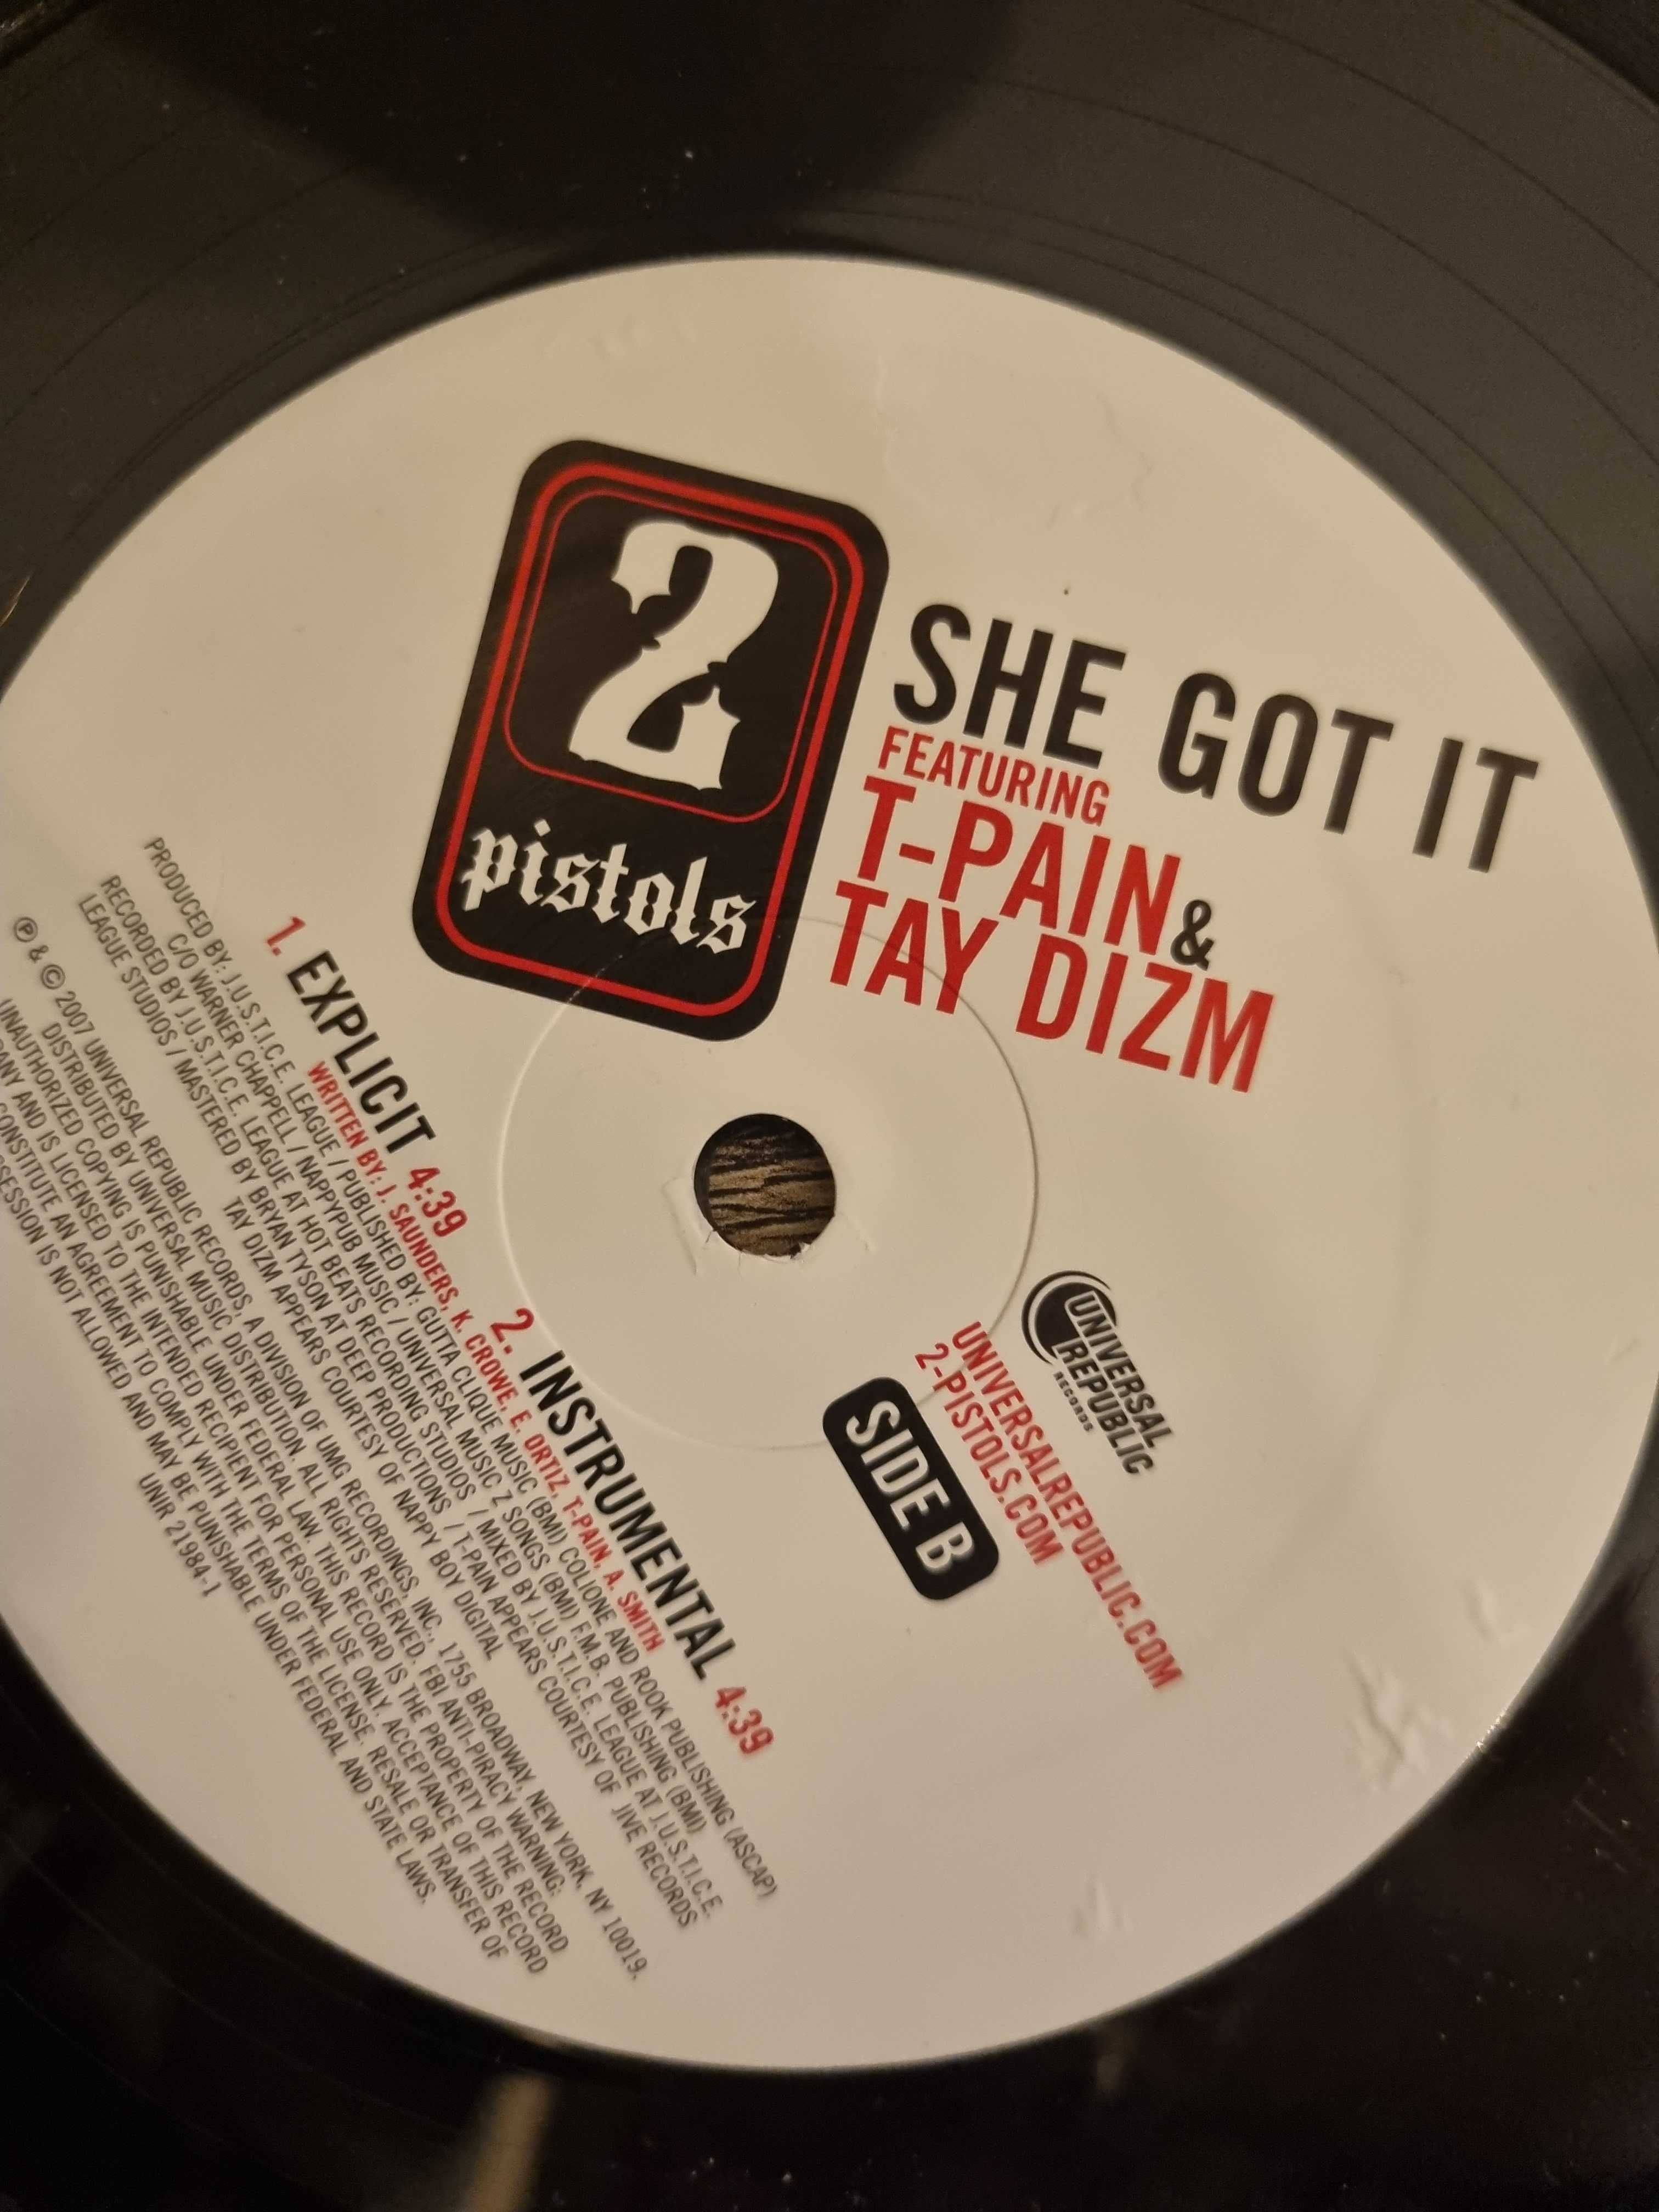 2
pistols
SHE GOT IT
FEATURING
T-PAIN &
TAY DIZM
UNIVERSAL
REPUBLIC
RECORDS
UNIVERSALREPUBLIC.COM
2-PISTOLS.COM
SIDE B
1. EXPLICIT 4:39 2. INSTRUMENTAL 4:39
WRITTEN BY: J. SAUNDERS, K. CROWE, E. ORTIZ, T-PAIN, A. SMITH
PRODUCED BY: J.U.S.T.I.C.E. LEAGUE / PUBLISHED BY: GUTTA CLIQUE MUSIC (BMI) COLIONE AND ROOK PUBLISHING (ASCAP)
C/O WARNER CHAPPELL / NAPPYPUB MUSIC / UNIVERSAL MUSIC Z SONGS (BMI) F.M.B. PUBLISHING (BMI)
RECORDED BY J.U.S.T.I.C.E. LEAGUE AT HOT BEATS RECORDING STUDIOS / MIXED BY J.U.S.T.I.C.E. LEAGUE AT J.U.S.T.I.C.E.
LEAGUE STUDIOS / MASTERED BY BRYAN TYSON AT DEEP PRODUCTIONS / T-PAIN APPEARS COURTESY OF JIVE RECORDS
TAY DIZM APPEARS COURTESY OF NAPPY BOY DIGITAL
℗ & © 2007 UNIVERSAL REPUBLIC RECORDS, A DIVISION OF UMG RECORDINGS, INC., 1755 BROADWAY, NEW YORK, NY 10019.
DISTRIBUTED BY UNIVERSAL MUSIC DISTRIBUTION. ALL RIGHTS RESERVED. FBI ANTI-PIRACY WARNING:
UNAUTHORIZED COPYING IS PUNISHABLE UNDER FEDERAL LAW. THIS RECORD IS THE PROPERTY OF THE RECORD
AND IS LICENSED TO THE INTENDED RECIPIENT FOR PERSONAL USE ONLY. ACCEPTANCE OF THIS RECORD
CONSTITUTE AN AGREEMENT TO COMPLY WITH THE TERMS OF THE LICENSE. RESALE OR TRANSFER OF
IS NOT ALLOWED AND MAY BE PUNISHABLE UNDER FEDERAL AND STATE LAWS.
UNIR 21984-1